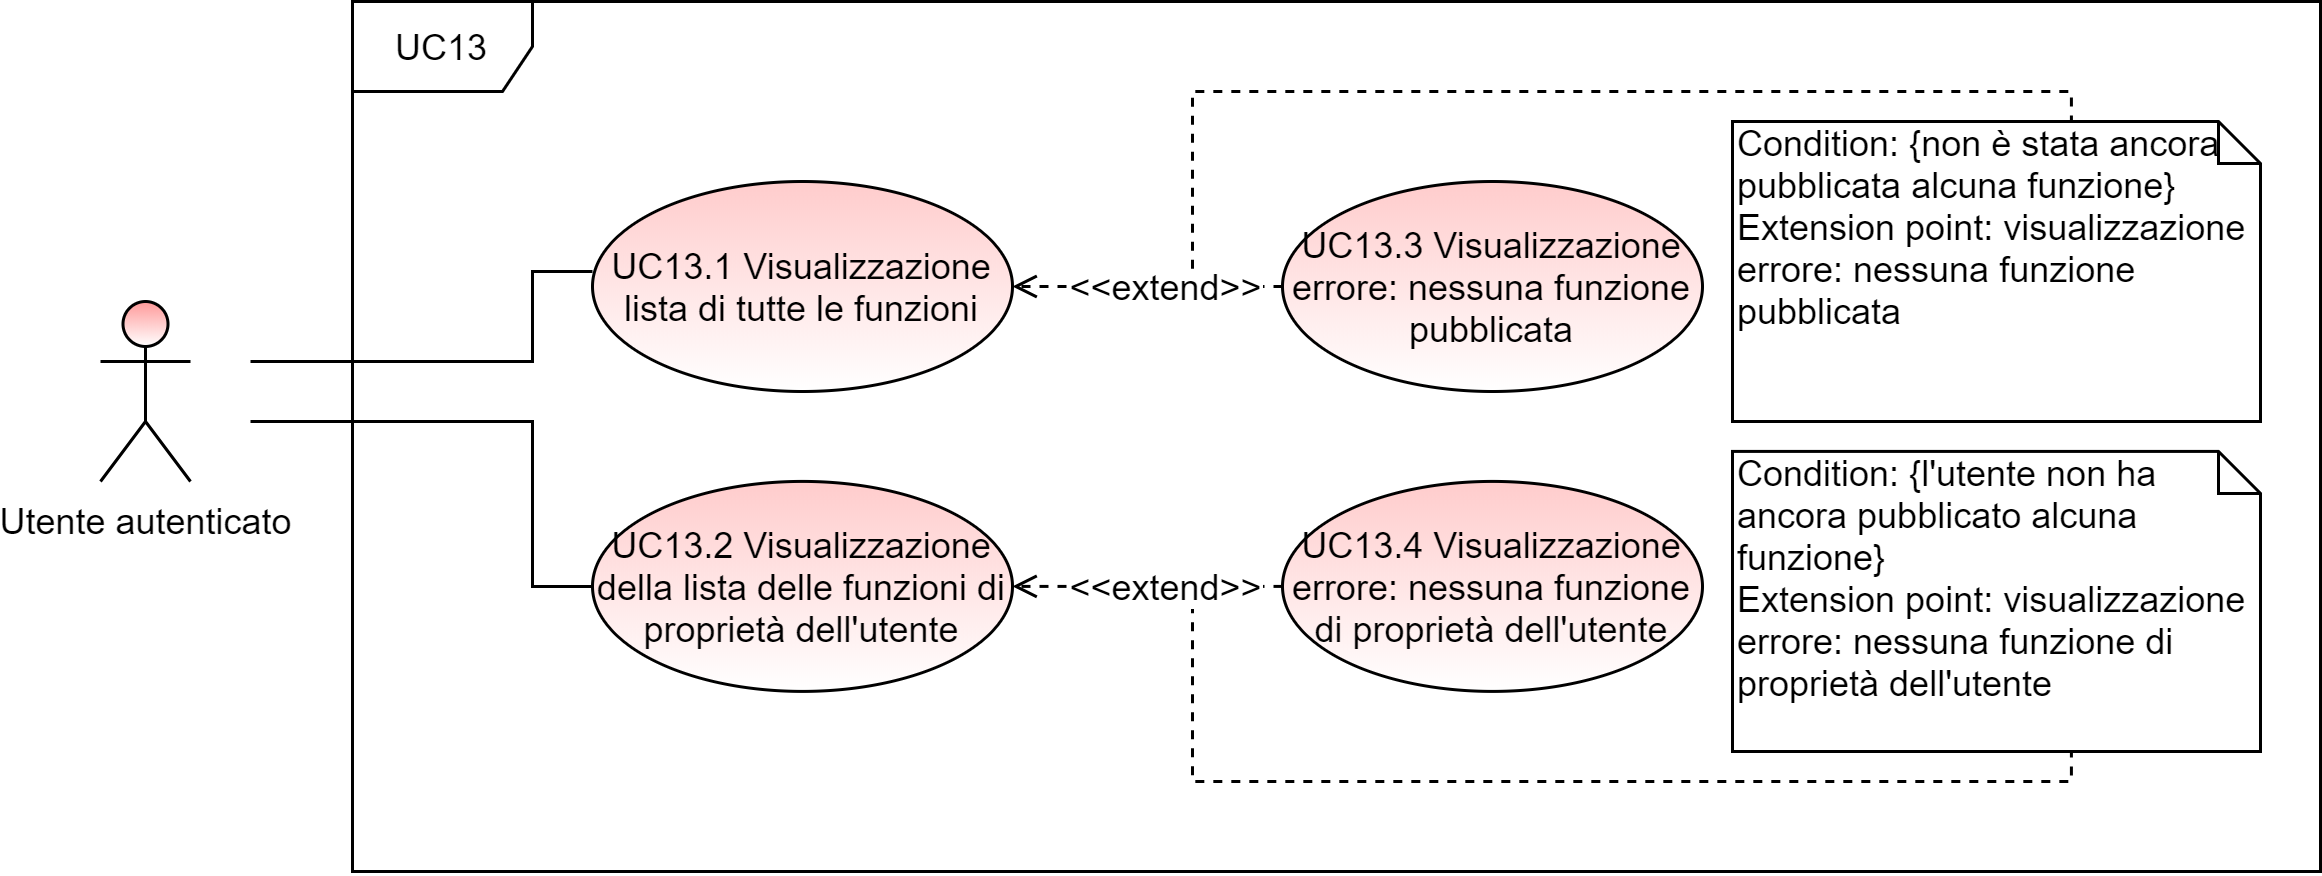 UC13
Utente autenticato
UC13.1 Visualizzazione
lista di tutte le funzioni
<<extend>>
UC13.3 Visualizzazione
errore: nessuna funzione
pubblicata
Condition: {non è stata ancora
pubblicata alcuna funzione}
Extension point: visualizzazione
errore: nessuna funzione
pubblicata
UC13.2 Visualizzazione
della lista delle funzioni di
proprietà dell'utente
<<extend>>
UC13.4 Visualizzazione
errore: nessuna funzione
di proprietà dell'utente
Condition: {l'utente non ha
ancora pubblicato alcuna
funzione}
Extension point: visualizzazione
errore: nessuna funzione di
proprietà dell'utente